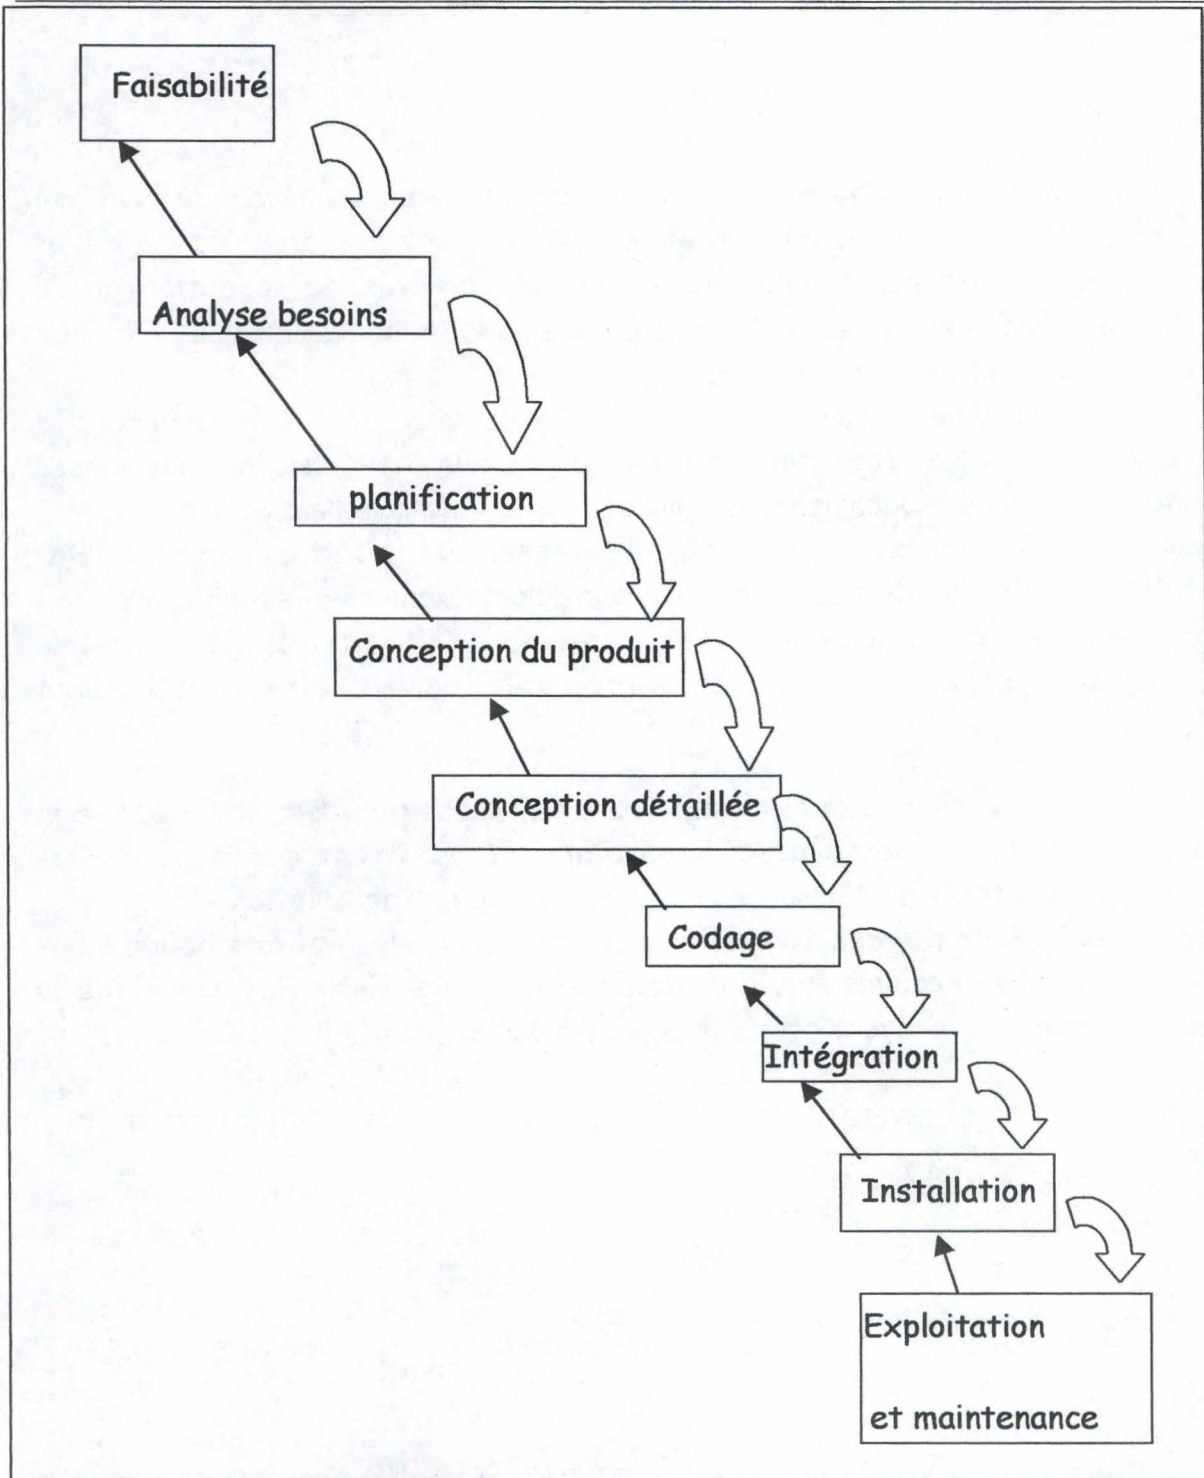 Faisabilité
Analyse besoins
planification
Conception du produit
Conception détaillée
Codage
Intégration
Installation
Exploitation
et maintenance